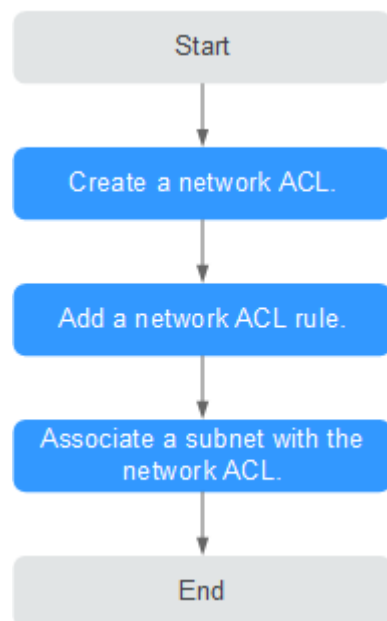 Start
Create a network ACL.
Add a network ACL rule.
Associate a subnet with the
network ACL.
End